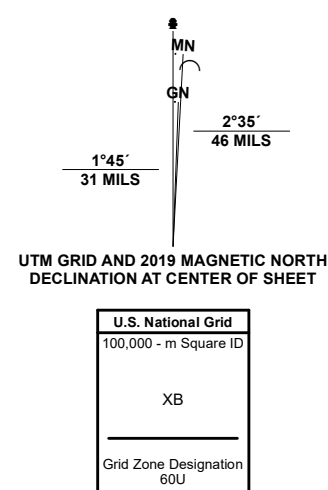 MN
GN
2°35´
46 MILS
1°45´
31 MILS
UTM GRID AND 2019 MAGNETIC NORTH
DECLINATION AT CENTER OF SHEET
U.S. National Grid
100,000 - m Square ID
XB
Grid Zone Designation
60U